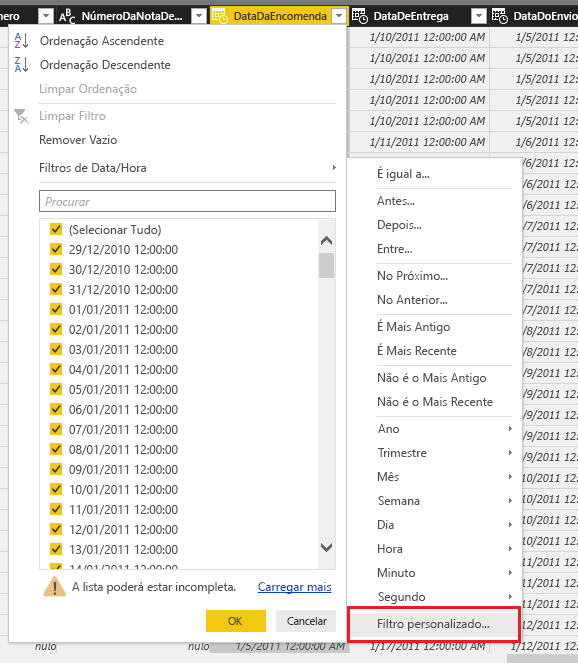 nero NúmeroDaNotaDe... DataDaEncomenda DataDeEntrega DataDoEnvio
Ordenação Ascendente
Ordenação Descendente
Limpar Ordenação
Limpar Filtro
Remover Vazio
Filtros de Data/Hora
Procurar
(Selecionar Tudo)
29/12/2010 12:00:00
30/12/2010 12:00:00
31/12/2010 12:00:00
01/01/2011 12:00:00
02/01/2011 12:00:00
03/01/2011 12:00:00
04/01/2011 12:00:00
05/01/2011 12:00:00
06/01/2011 12:00:00
07/01/2011 12:00:00
08/01/2011 12:00:00
09/01/2011 12:00:00
10/01/2011 12:00:00
11/01/2011 12:00:00
12/01/2011 12:00:00
13/01/2011 12:00:00
14/01/2011 12:00:00
A lista poderá estar incompleta. Carregar mais
OK Cancelar
É igual a...
Antes...
Depois...
Entre...
No Próximo...
No Anterior...
É Mais Antigo
É Mais Recente
Não é o Mais Antigo
Não é o Mais Recente
Ano
Trimestre
Mês
Semana
Dia
Hora
Minuto
Segundo
Filtro personalizado...
1/10/2011 12:00:00 AM 1/5/2011 12:
1/10/2011 12:00:00 AM 1/5/2011 12:
1/10/2011 12:00:00 AM 1/5/2011 12:
1/10/2011 12:00:00 AM 1/5/2011 12:
1/10/2011 12:00:00 AM 1/5/2011 12:
1/11/2011 12:00:00 AM 1/6/2011 12:
nulo nulo 1/5/2011 12:00:00 AM 1/17/2011 12:00:00 AM 1/12/2011 12: